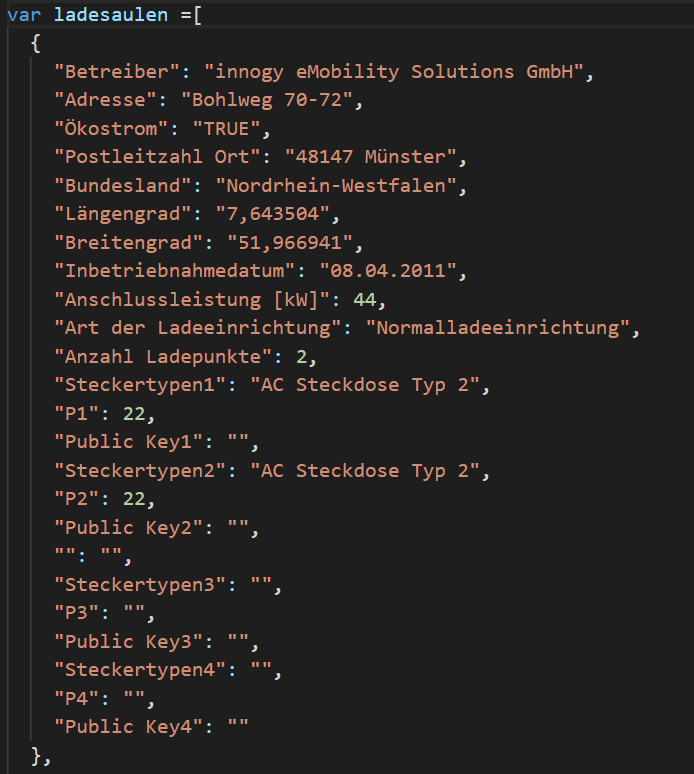 var ladesaulen =[
{
"Betreiber": "innogy eMobility Solutions GmbH",
"Adresse": "Bohlweg 70-72",
"Ökostrom": "TRUE",
"Postleitzahl Ort": "48147 Münster",
"Bundesland": "Nordrhein-Westfalen",
"Längengrad": "7,643504",
"Breitengrad": "51,966941",
"Inbetriebnahmedatum": "08.04.2011",
"Anschlussleistung [kW]": 44,
"Art der Ladeeinrichtung": "Normalladeeinrichtung",
"Anzahl Ladepunkte": 2,
"Steckertypen1": "AC Steckdose Typ 2",
"P1": 22,
"Public Key1": "",
"Steckertypen2": "AC Steckdose Typ 2",
"P2": 22,
"Public Key2": "",
"": "",
"Steckertypen3": "",
"P3": "",
"Public Key3": "",
"Steckertypen4": "",
"P4": "",
"Public Key4": ""
},